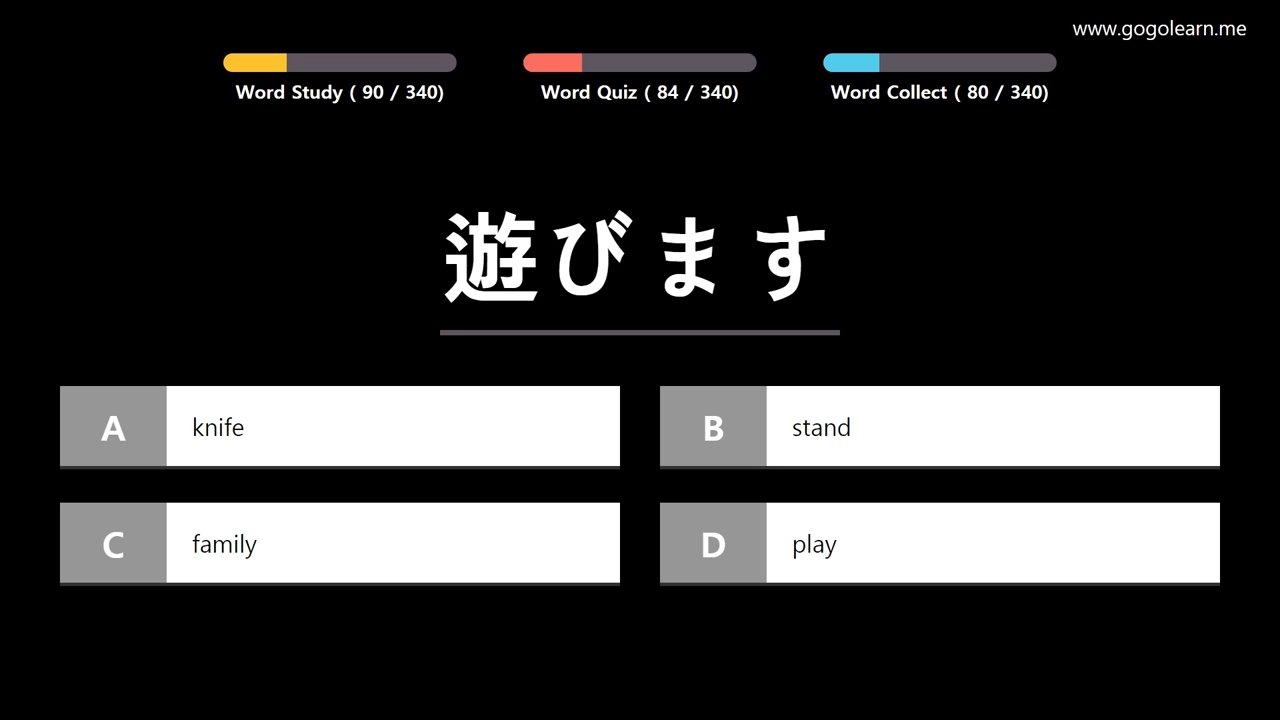 www.gogolearn.me
Word Study ( 90 / 340)
Word Quiz ( 84 / 340)
Word Collect ( 80 / 340)
遊びます
A knife
B stand
C family
D play